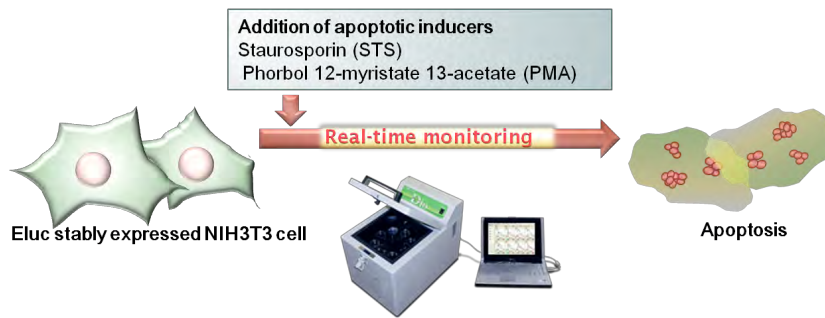 Addition of apoptotic inducers
Staurosporin (STS)
Phorbol 12-myristate 13-acetate (PMA)
Real-time monitoring
Eluc stably expressed NIH3T3 cell
Apoptosis